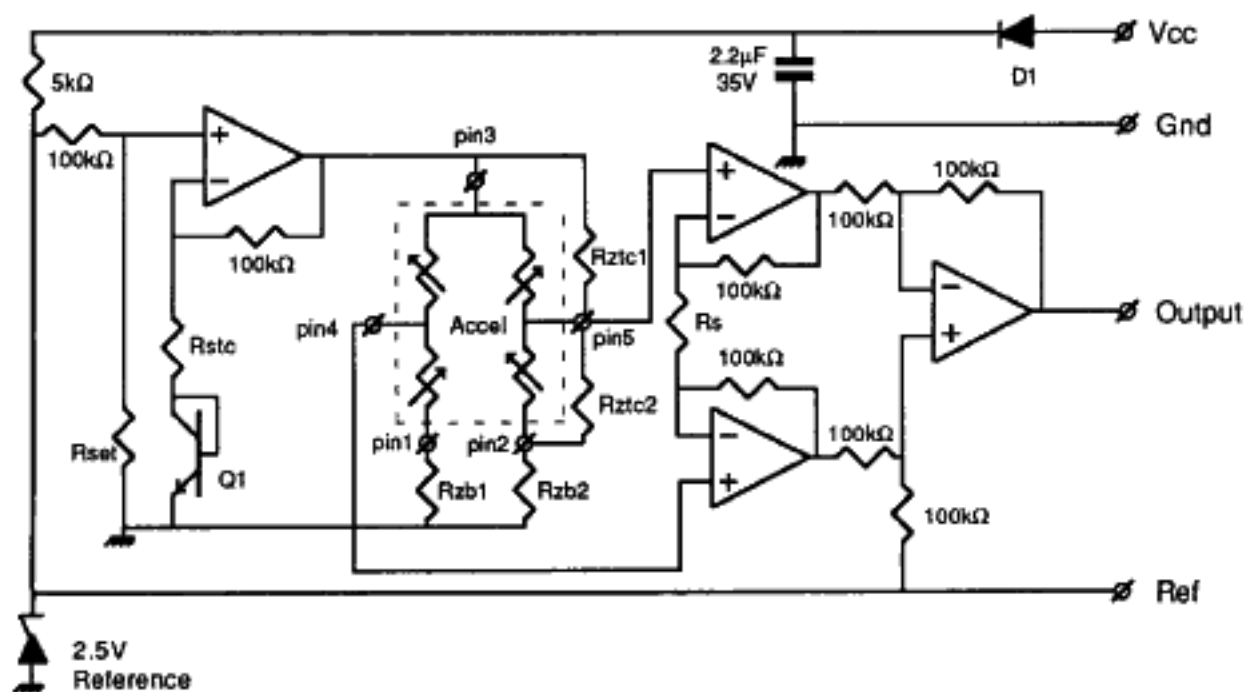 Vcc
2.2µF
35V
D1
5kΩ
Gnd
100kΩ
+
−
pin3
+
−
100kΩ
100kΩ
100kΩ
Rztc1
100kΩ
−
+
Output
pin4
Accel
pin5
Rs
Rstc
100kΩ
Rztc2
−
+
100kΩ
pin1
pin2
Rset
Q1
Rzb1
Rzb2
100kΩ
Ref
2.5V
Reference